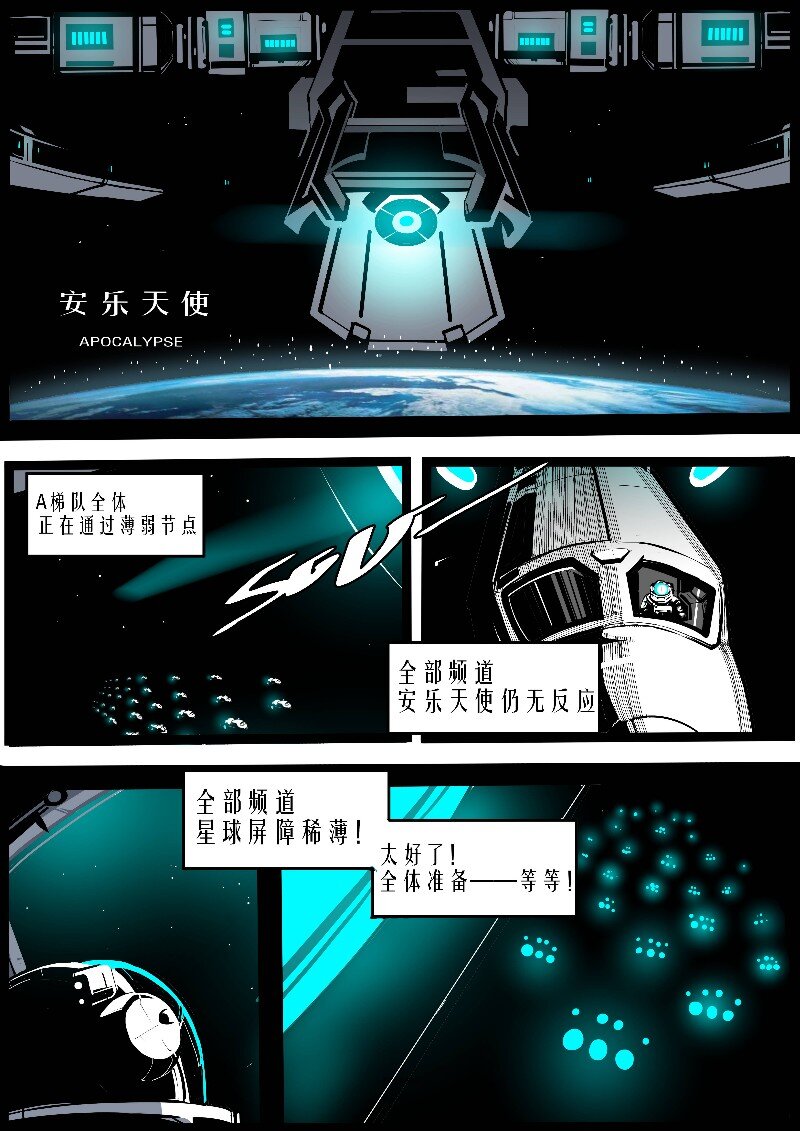 安乐天使
APOCALYPSE
A梯队全体
正在通过薄弱节点
全部频道
安乐天使仍无反应
全部频道
星球屏障稀薄！
太好了！
全体准备——等等！